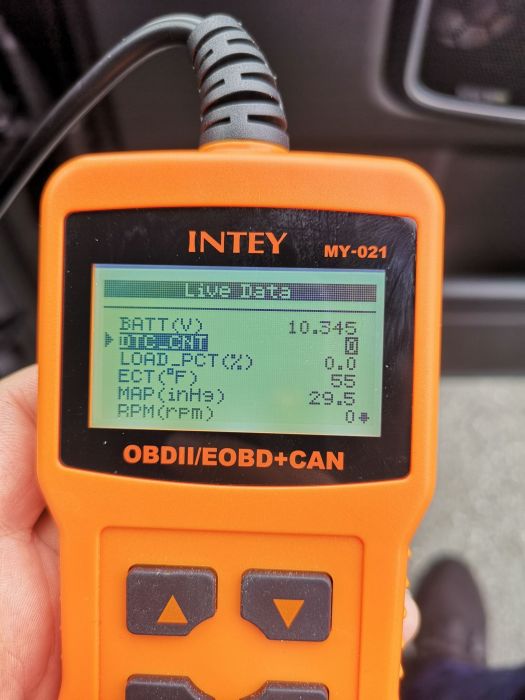 INTEY
MY-021
Live Data
BATT(V) 10.345
DTC_CNT 0
LOAD_PCT(%) 0.0
ECT(°F) 55
MAP(inHg) 29.5
RPM(rpm) 0
OBDII/EOBD+CAN